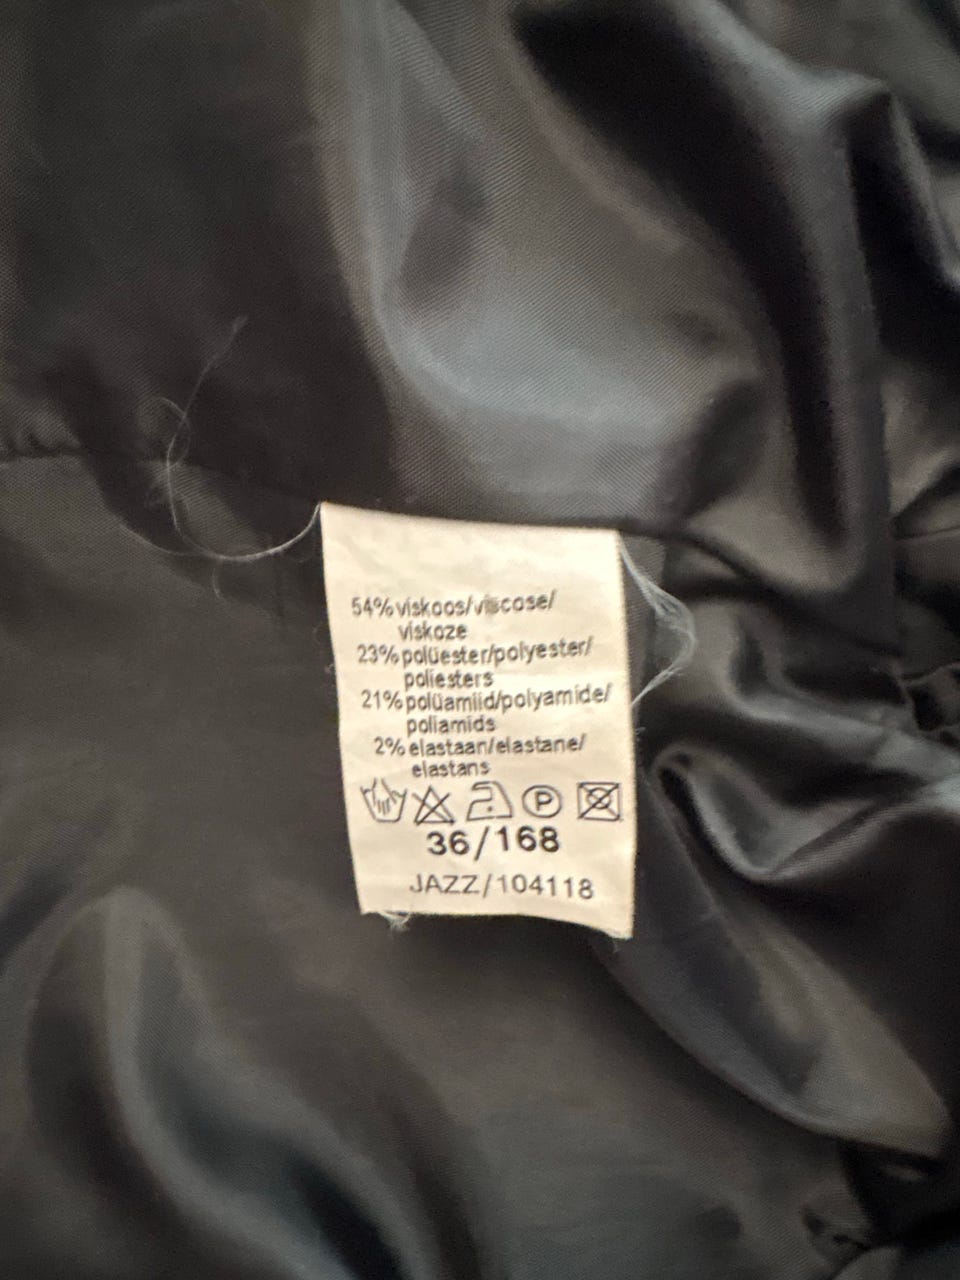 54% viskoos/viscose/
viskoze
23% polüester/polyester/
poliesters
21% polüamiid/polyamide/
poliamids
2% elastaan/elastane/
elastans
P
36/168
JAZZ/104118